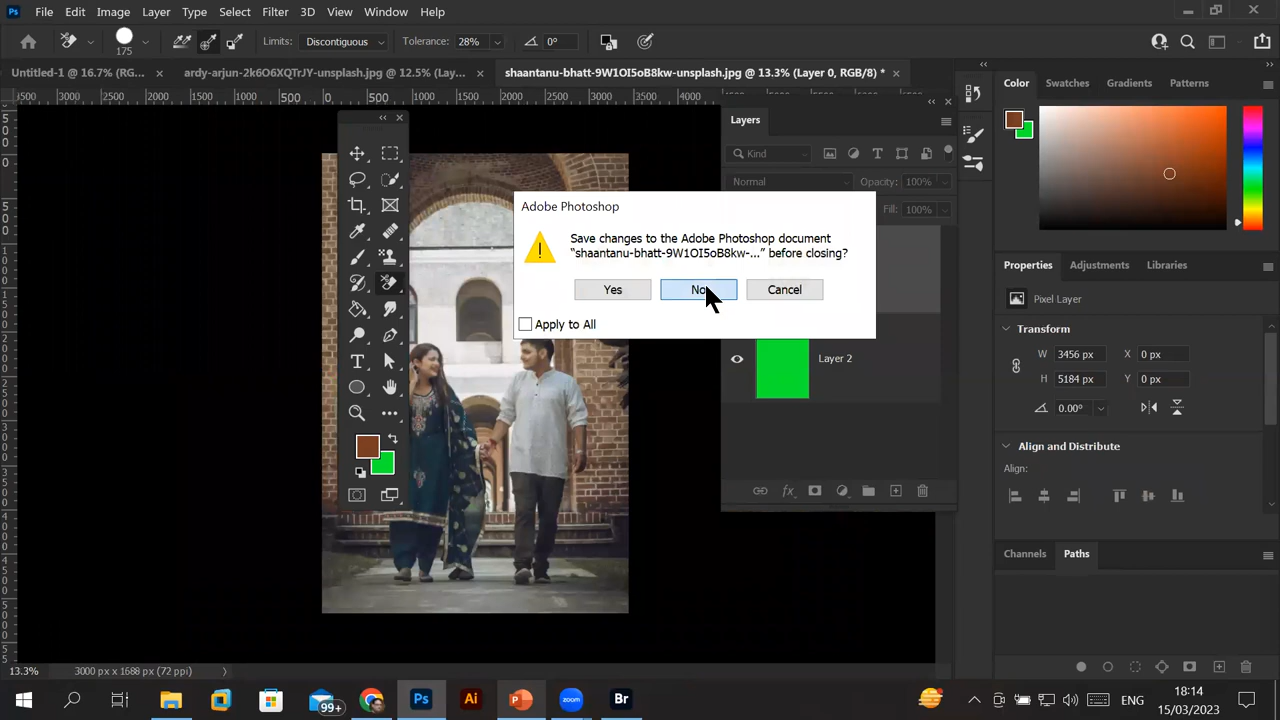 Ps File Edit Image Layer Type Select Filter 3D View Window Help
175 Limits: Discontiguous Tolerance: 28% 0°
Untitled-1 @ 16.7% (RG... × ardy-arjun-2k6O6XQTrJY-unsplash.jpg @ 12.5% (Lay... × shaantanu-bhatt-9W1OI5oB8kw-unsplash.jpg @ 13.3% (Layer 0, RGB/8) * ×
3500 3000 2500 2000 1500 1000 500 0 500 1000 1500 2000 2500 3000 3500 4000
Layers
Kind
Normal Opacity: 100%
Fill: 100%
Layer 2
Adobe Photoshop
Save changes to the Adobe Photoshop document
“shaantanu-bhatt-9W1OI5oB8kw-...” before closing?
Yes No Cancel
Apply to All
Color Swatches Gradients Patterns
Properties Adjustments Libraries
Pixel Layer
Transform
W 3456 px X 0 px
H 5184 px Y 0 px
0.00°
Align and Distribute
Align:
Channels Paths
13.3% 3000 px x 1688 px (72 ppi)
99+ Ps Ai P zoom Br ENG 18:14
15/03/2023